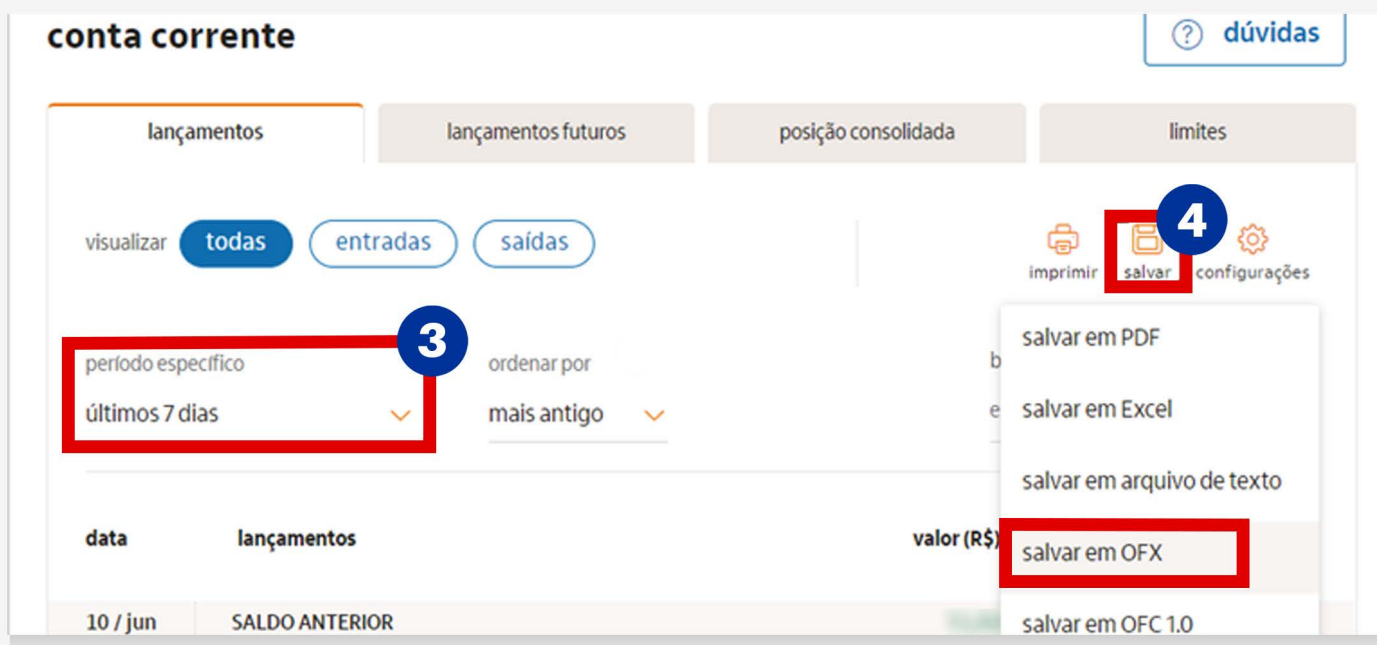 conta corrente
dúvidas
lançamentos
lançamentos futuros
posição consolidada
limites
visualizar todas entradas saídas
4
imprimir salvar configurações
3
período específico
ordenar por
b
últimos 7 dias
mais antigo
e
salvar em PDF
salvar em Excel
salvar em arquivo de texto
salvar em OFX
salvar em OFC 1.0
data lançamentos valor (R$)
10 / jun SALDO ANTERIOR